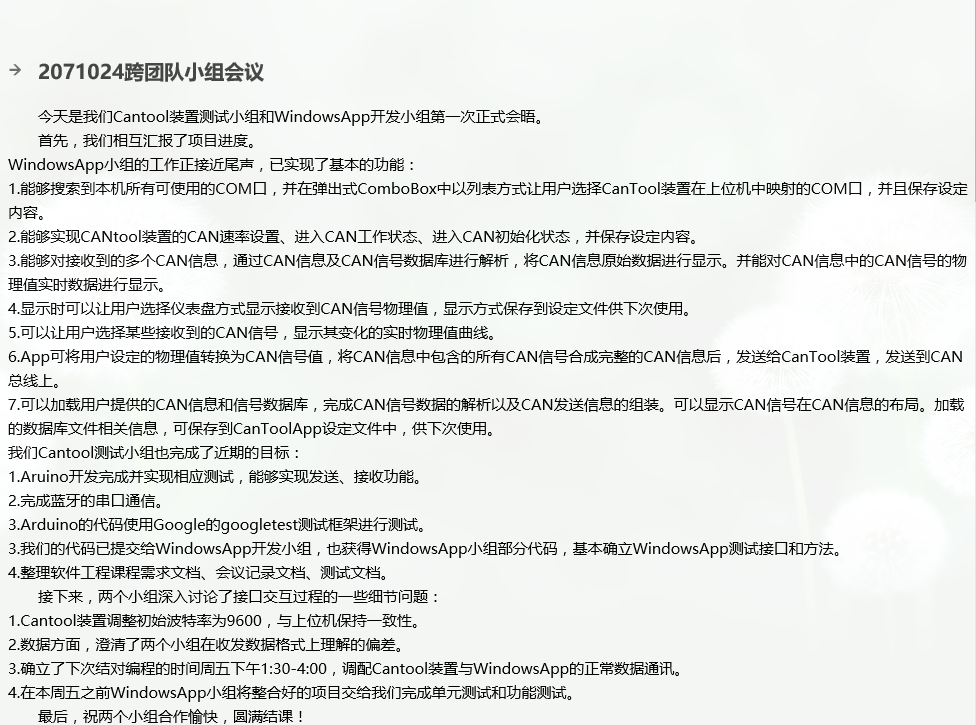 2071024跨团队小组会议
今天是我们Cantool装置测试小组和WindowsApp开发小组第一次正式会晤。
首先，我们相互汇报了项目进度。
WindowsApp小组的工作正接近尾声，已实现了基本的功能：
1.能够搜索到本机所有可使用的COM口，并在弹出式ComboBox中以列表方式让用户选择CanTool装置在上位机中映射的COM口，并且保存设定
内容。
2.能够实现CANtool装置的CAN速率设置、进入CAN工作状态、进入CAN初始化状态，并保存设定内容。
3.能够对接收到的多个CAN信息，通过CAN信息及CAN信号数据库进行解析，将CAN信息原始数据进行显示。并能对CAN信息中的CAN信号的物
理值实时数据进行显示。
4.显示时可以让用户选择仪表盘方式显示接收到CAN信号物理值，显示方式保存到设定文件供下次使用。
5.可以让用户选择某些接收到的CAN信号，显示其变化的实时物理值曲线。
6.App可将用户设定的物理值转换为CAN信号值，将CAN信息中包含的所有CAN信号合成完整的CAN信息后，发送给CanTool装置，发送到CAN
总线上。
7.可以加载用户提供的CAN信息和信号数据库，完成CAN信号数据的解析以及CAN发送信息的组装。可以显示CAN信号在CAN信息的布局。加载
的数据库文件相关信息，可保存到CanToolApp设定文件中，供下次使用。
我们Cantool测试小组也完成了近期的目标：
1.Aruino开发完成并实现相应测试，能够实现发送、接收功能。
2.完成蓝牙的串口通信。
3.Arduino的代码使用Google的googletest测试框架进行测试。
3.我们的代码已提交给WindowsApp开发小组，也获得WindowsApp小组部分代码，基本确立WindowsApp测试接口和方法。
4.整理软件工程课程需求文档、会议记录文档、测试文档。
接下来，两个小组深入讨论了接口交互过程的一些细节问题：
1.Cantool装置调整初始波特率为9600，与上位机保持一致性。
2.数据方面，澄清了两个小组在收发数据格式上理解的偏差。
3.确立了下次结对编程的时间周五下午1:30-4:00，调配Cantool装置与WindowsApp的正常数据通讯。
4.在本周五之前WindowsApp小组将整合好的项目交给我们完成单元测试和功能测试。
最后，祝两个小组合作愉快，圆满结课！